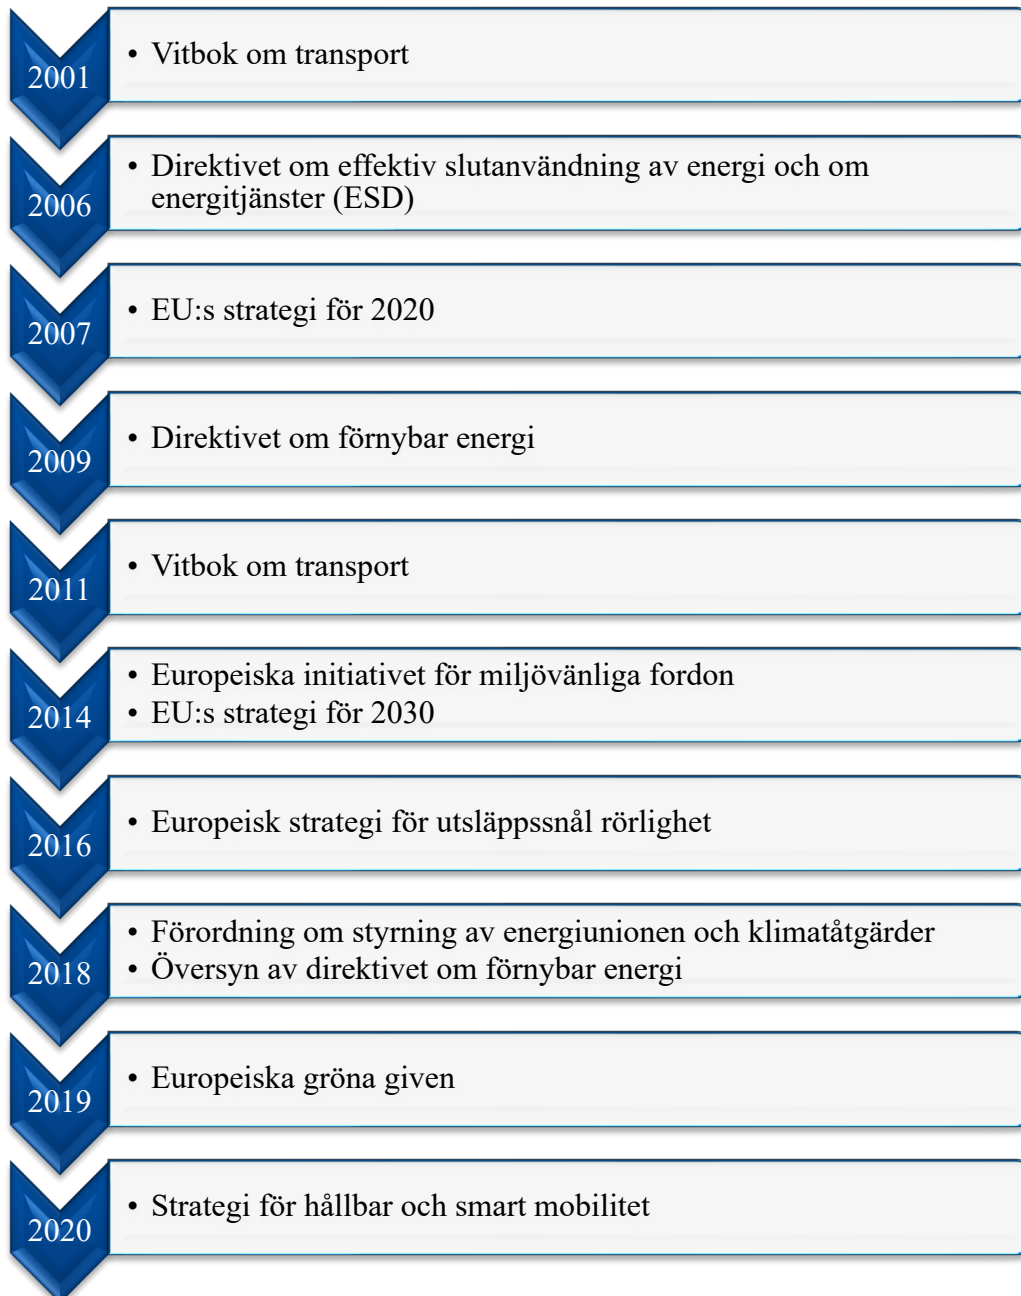 2001
• Vitbok om transport
2006
• Direktivet om effektiv slutanvändning av energi och om
energitjänster (ESD)
2007
• EU:s strategi för 2020
2009
• Direktivet om förnybar energi
2011
• Vitbok om transport
2014
• Europeiska initiativet för miljövänliga fordon
• EU:s strategi för 2030
2016
• Europeisk strategi för utsläppssnål rörlighet
2018
• Förordning om styrning av energiunionen och klimatåtgärder
• Översyn av direktivet om förnybar energi
2019
• Europeiska gröna given
2020
• Strategi för hållbar och smart mobilitet